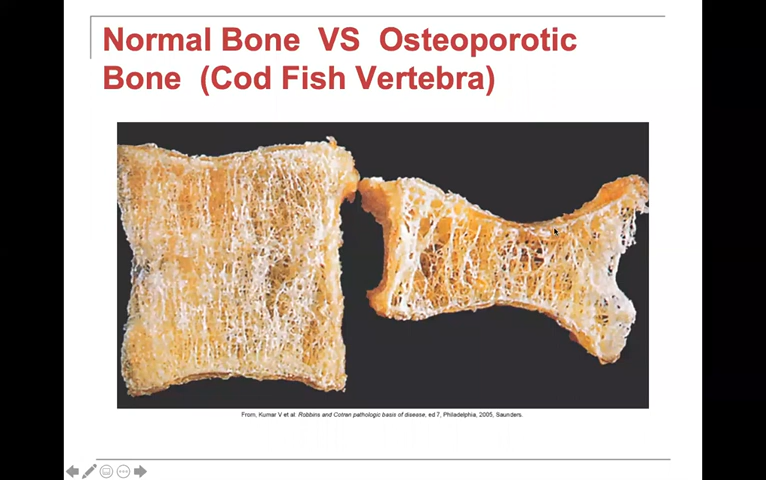 Normal Bone VS Osteoporotic
Bone (Cod Fish Vertebra)
From, Kumar V et al: Robbins and Cotran pathologic basis of disease, ed 7, Philadelphia, 2005, Saunders.